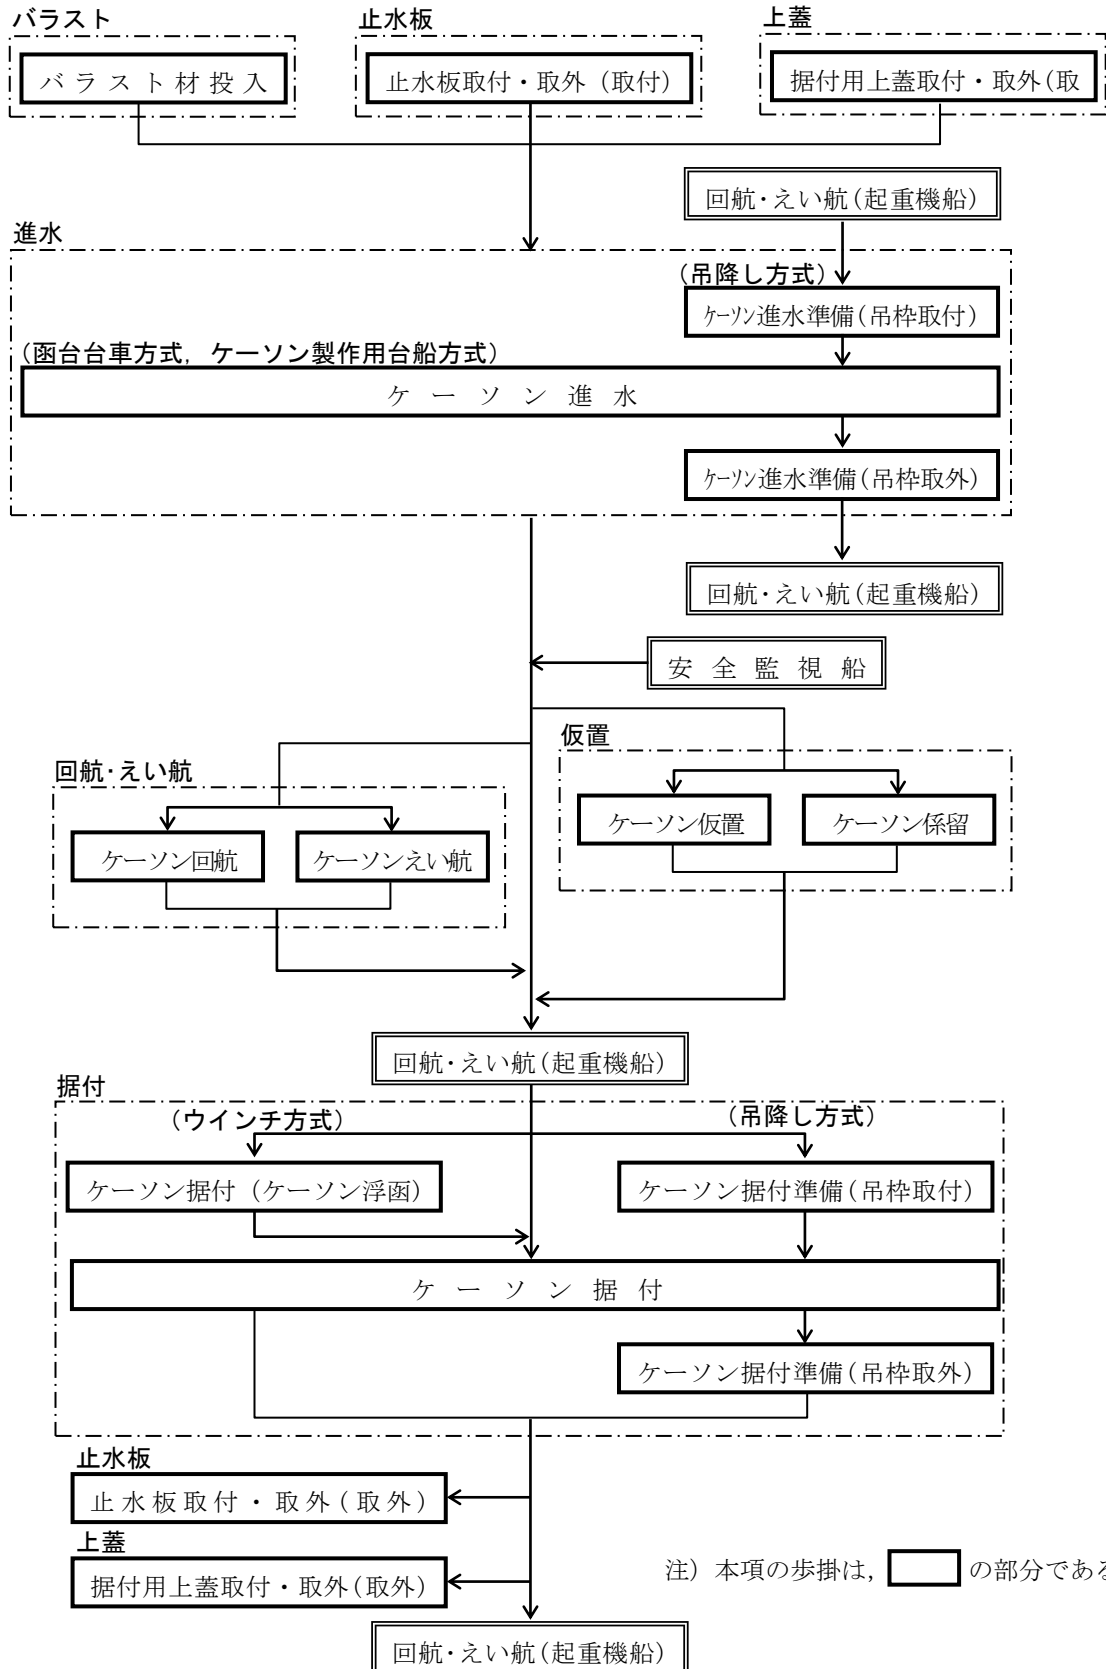 バラスト
止水板
上蓋
バラスト材投入
止水板取付・取外（取付）
据付用上蓋取付・取外(取
回航・えい航(起重機船)
進水
(吊降し方式)
ケーソン進水準備(吊枠取付)
(函台台車方式，ケーソン製作用台船方式)
ケーソン進水
ケーソン進水準備(吊枠取外)
回航・えい航(起重機船)
安全監視船
仮置
回航・えい航
ケーソン仮置
ケーソン係留
ケーソン回航
ケーソンえい航
回航・えい航(起重機船)
据付
(ウインチ方式)
(吊降し方式)
ケーソン据付（ケーソン浮函）
ケーソン据付準備(吊枠取付)
ケーソン据付
ケーソン据付準備(吊枠取外)
止水板
止水板取付・取外(取外)
上蓋
据付用上蓋取付・取外(取外)
注）本項の歩掛は，の部分である
回航・えい航(起重機船)